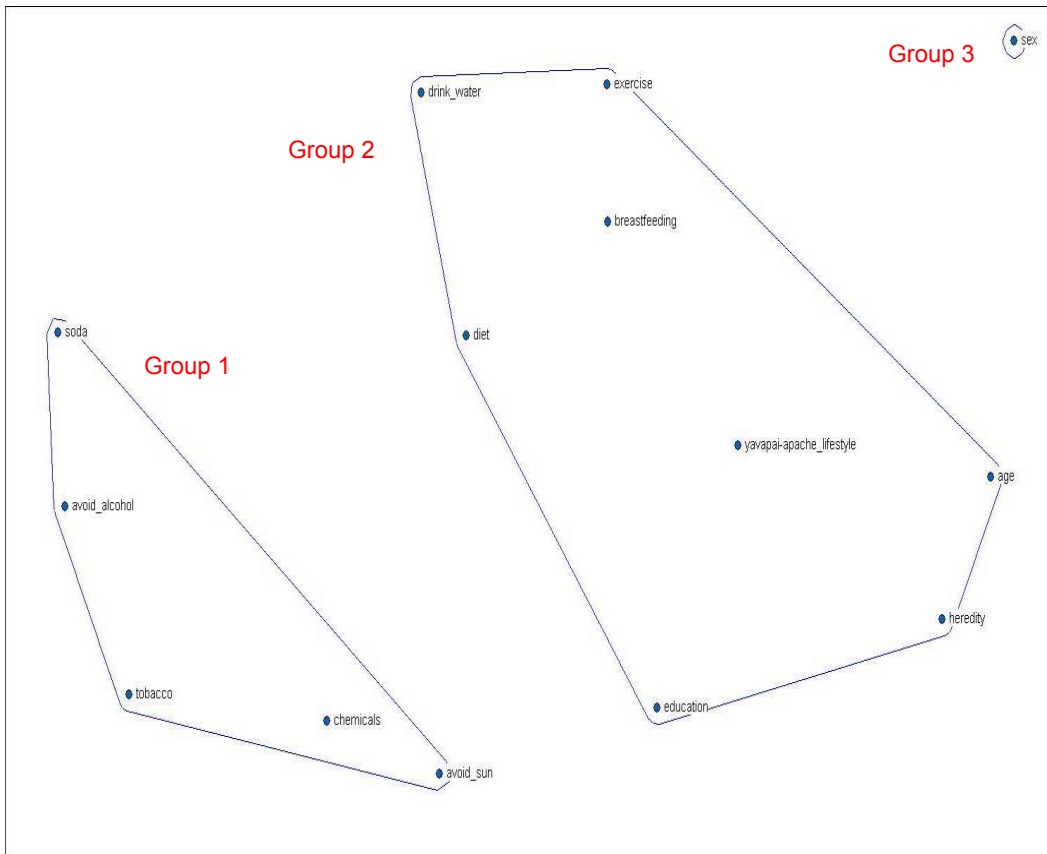 sex
Group 3
exercise
drink_water
Group 2
breastfeeding
soda
diet
Group 1
yavapai-apache_lifestyle
age
avoid_alcohol
heredity
tobacco
education
chemicals
avoid_sun